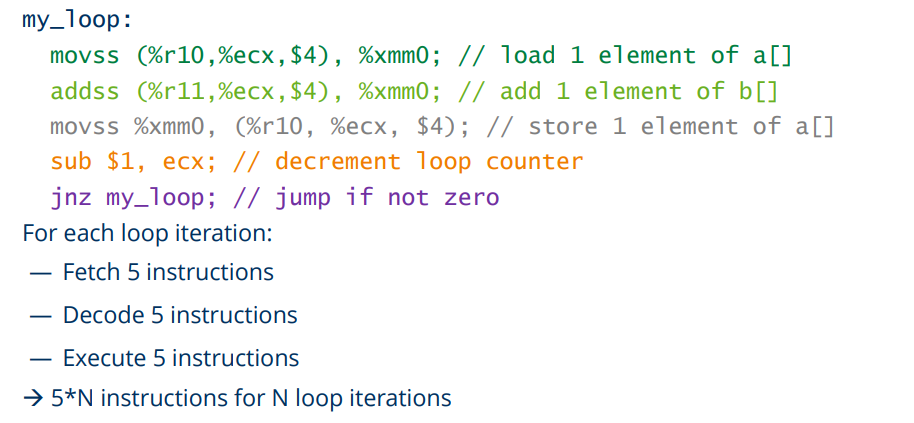 my_loop:
movss (%r10,%ecx,$4), %xmm0; // load 1 element of a[]
addss (%r11,%ecx,$4), %xmm0; // add 1 element of b[]
movss %xmm0, (%r10, %ecx, $4); // store 1 element of a[]
sub $1, ecx; // decrement loop counter
jnz my_loop; // jump if not zero
For each loop iteration:
— Fetch 5 instructions
— Decode 5 instructions
— Execute 5 instructions
→ 5*N instructions for N loop iterations